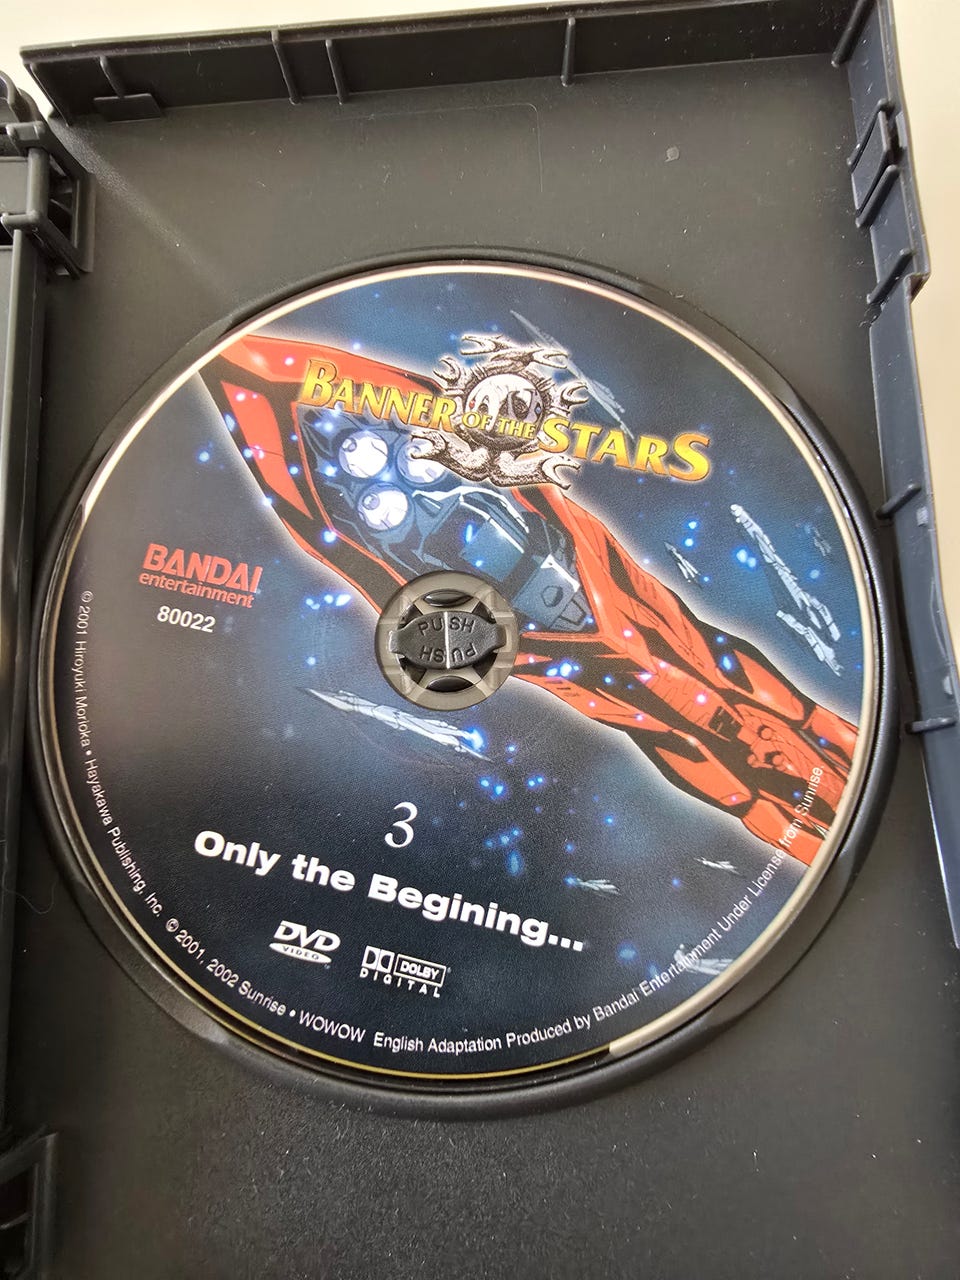 BANNER OF THE STARS
BANDAI
entertainment
80022
PUSH
PUSH
3
Only the Begining...
DVD
VIDEO
DOLBY
DIGITAL
© 2001 Hiroyuki Morioka • Hayakawa Publishing, Inc. © 2001, 2002 Sunrise • WOWOW English Adaptation Produced by Bandai Entertainment Under License from Sunrise.